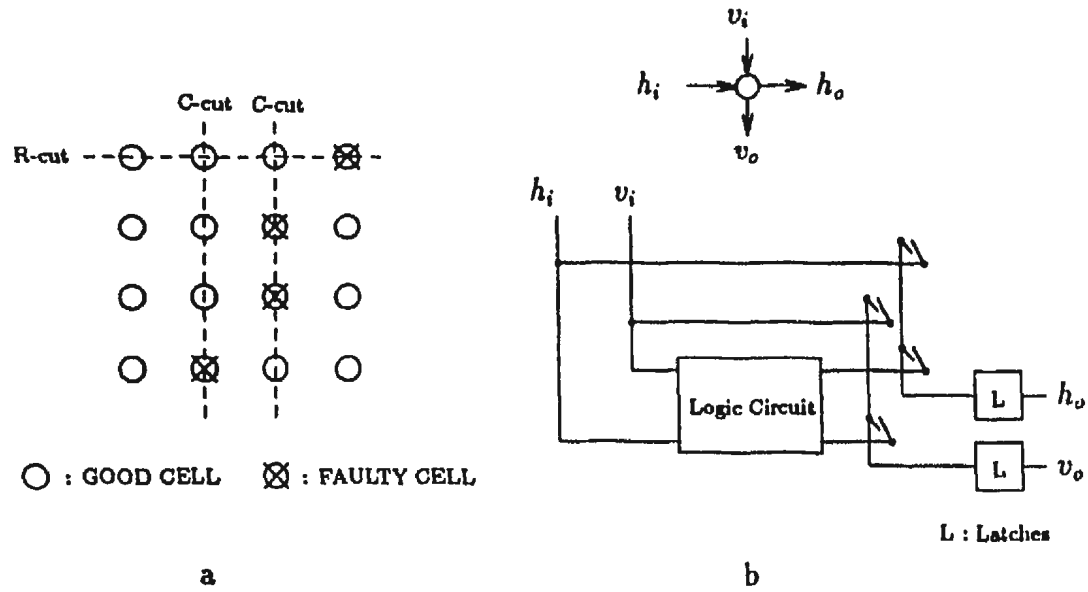 C-cut C-cut
R-cut
: GOOD CELL : FAULTY CELL
a
v_i
h_i h_o
v_o
h_i v_i
Logic Circuit
L h_o
L v_o
L : Latches
b